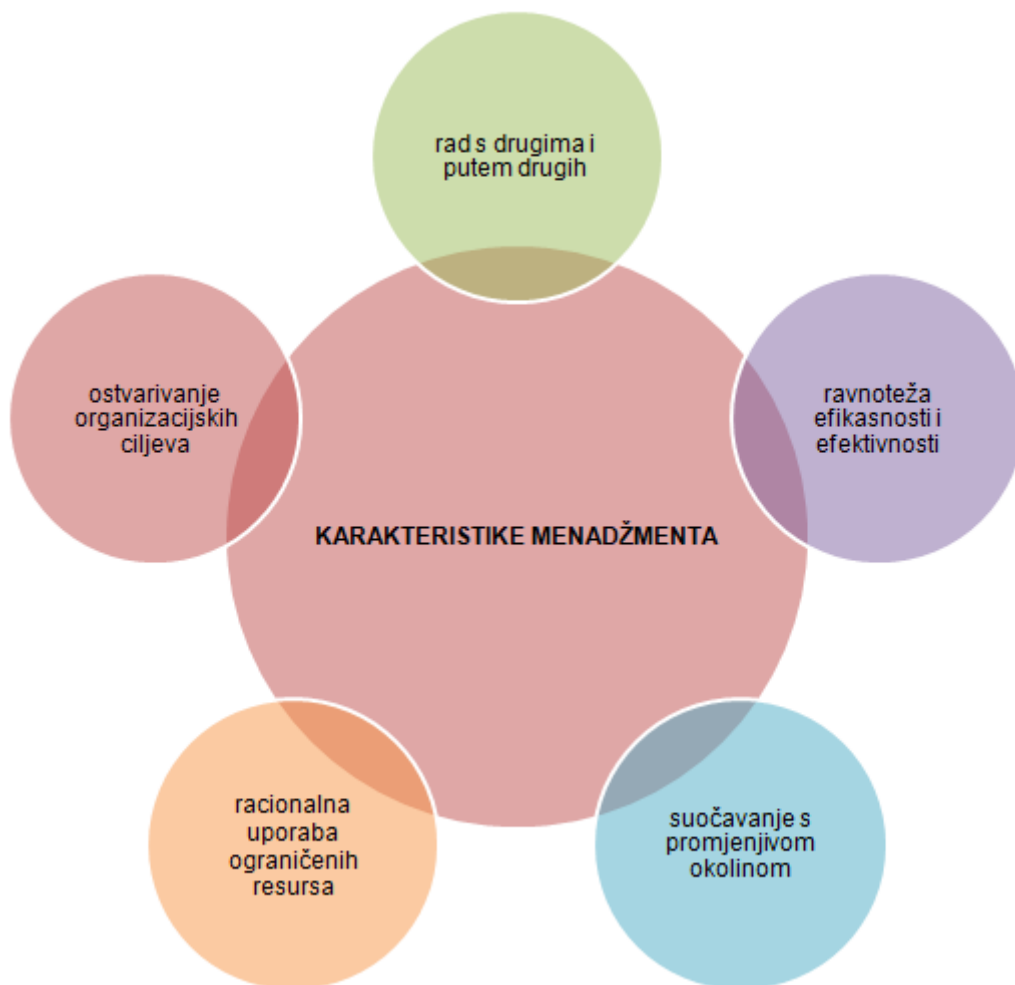 rad s drugima i
putem drugih
ostvarivanje
organizacijskih
ciljeva
ravnoteža
efikasnosti i
efektivnosti
KARAKTERISTIKE MENADŽMENTA
racionalna
uporaba
ograničenih
resursa
suočavanje s
promjenjivom
okolinom